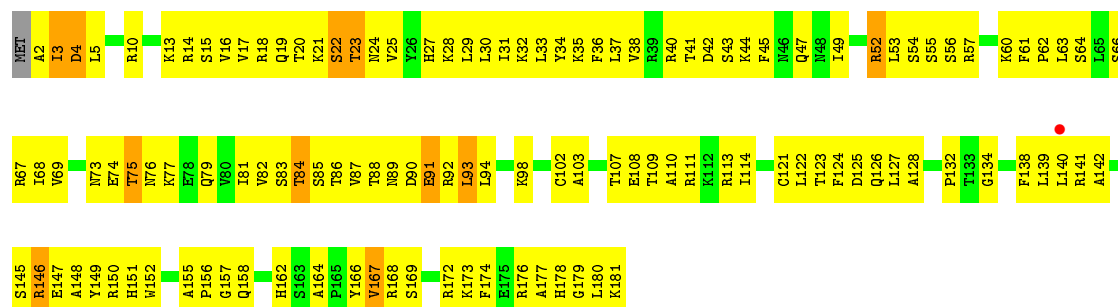 MET A2 I3 D4 L5 R10 K13 R14 S15 V16 V17 R18 Q19 T20 K21 S22 T23 N24 V25 Y26 H27 K28 L29 L30 I31 K32 L33 Y34 K35 F36 L37 V38 R39 R40 T41 D42 S43 K44 F45 N46 Q47 N48 I49 R52 L53 S54 S55 S56 R57 K60 F61 P62 L63 S64 L65 S66
R67 I68 V69 N73 E74 T75 N76 K77 E78 Q79 V80 I81 V82 S83 T84 S85 T86 V87 T88 N89 D90 E91 R92 L93 L94 K98 C102 A103 T107 E108 T109 A110 R111 K112 R113 I114 C121 L122 T123 F124 D125 Q126 L127 A128 P132 T133 G134 F138 L139 L140 R141 A142
S145 R146 E147 A148 Y149 R150 H151 W152 A155 P156 G157 Q158 H162 S163 A164 P165 Y166 V167 R168 S169 R172 K173 F174 E175 R176 A177 H178 G179 L180 K181